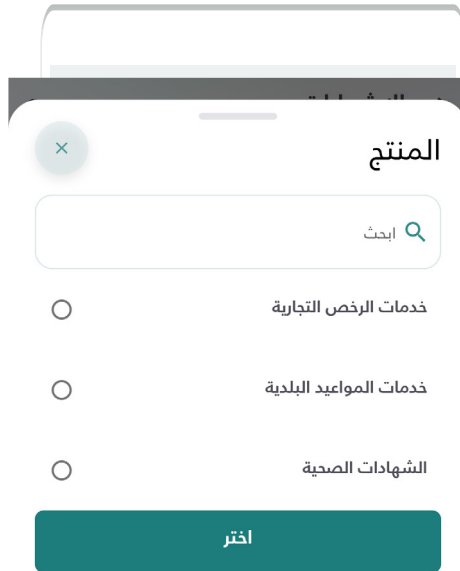 المنتج
ابحث
خدمات الرخص التجارية
خدمات المواعيد البلدية
الشهادات الصحية
اختر